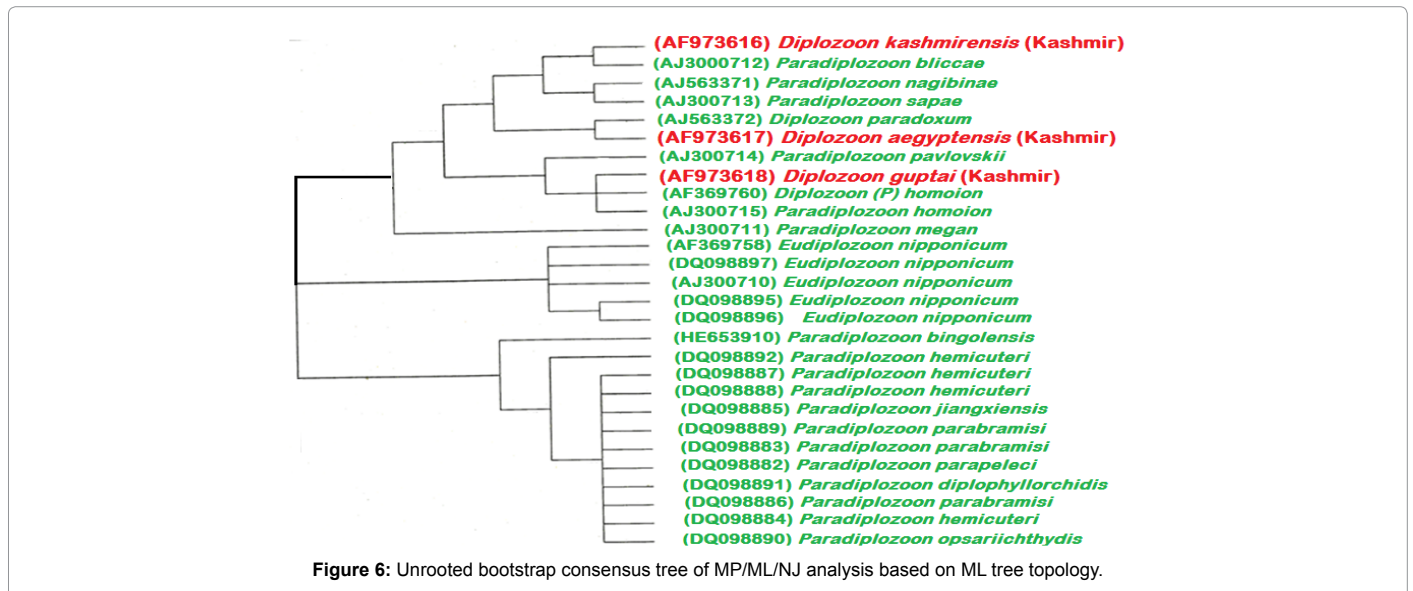 (AF973616) Diplozoon kashmirensis (Kashmir)
(AJ3000712) Paradiplozoon bliccae
(AJ563371) Paradiplozoon nagibinae
(AJ300713) Paradiplozoon sapae
(AJ563372) Diplozoon paradoxum
(AF973617) Diplozoon aegyptensis (Kashmir)
(AJ300714) Paradiplozoon pavlovskii
(AF973618) Diplozoon guptai (Kashmir)
(AF369760) Diplozoon (P) homoion
(AJ300715) Paradiplozoon homoion
(AJ300711) Paradiplozoon megan
(AF369758) Eudiplozoon nipponicum
(DQ098897) Eudiplozoon nipponicum
(AJ300710) Eudiplozoon nipponicum
(DQ098895) Eudiplozoon nipponicum
(DQ098896) Eudiplozoon nipponicum
(HE653910) Paradiplozoon bingolensis
(DQ098892) Paradiplozoon hemicuteri
(DQ098887) Paradiplozoon hemicuteri
(DQ098888) Paradiplozoon hemicuteri
(DQ098885) Paradiplozoon jiangxiensis
(DQ098889) Paradiplozoon parabramisi
(DQ098883) Paradiplozoon parabramisi
(DQ098882) Paradiplozoon parapeleci
(DQ098891) Paradiplozoon diplophyllorchidis
(DQ098886) Paradiplozoon parabramisi
(DQ098884) Paradiplozoon hemicuteri
(DQ098890) Paradiplozoon opsariichthydis
Figure 6: Unrooted bootstrap consensus tree of MP/ML/NJ analysis based on ML tree topology.